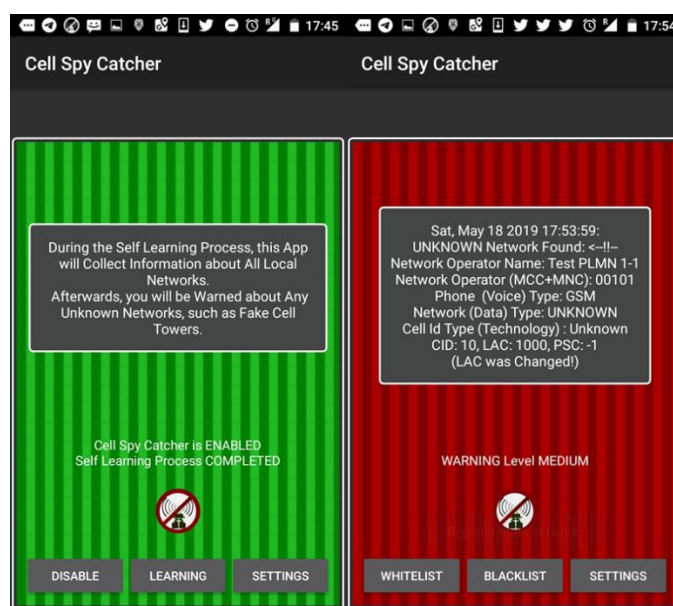 17:45
Cell Spy Catcher
During the Self Learning Process, this App
will Collect Information about All Local
Networks.
Afterwards, you will be Warned about Any
Unknown Networks, such as Fake Cell
Towers.
Cell Spy Catcher is ENABLED
Self Learning Process COMPLETED
DISABLE LEARNING SETTINGS
17:54
Cell Spy Catcher
Sat, May 18 2019 17:53:59:
UNKNOWN Network Found: <--!!--
Network Operator Name: Test PLMN 1-1
Network Operator (MCC+MNC): 00101
Phone (Voice) Type: GSM
Network (Data) Type: UNKNOWN
Cell Id Type (Technology) : Unknown
CID: 10, LAC: 1000, PSC: -1
(LAC was Changed!)
WARNING Level MEDIUM
WHITELIST BLACKLIST SETTINGS